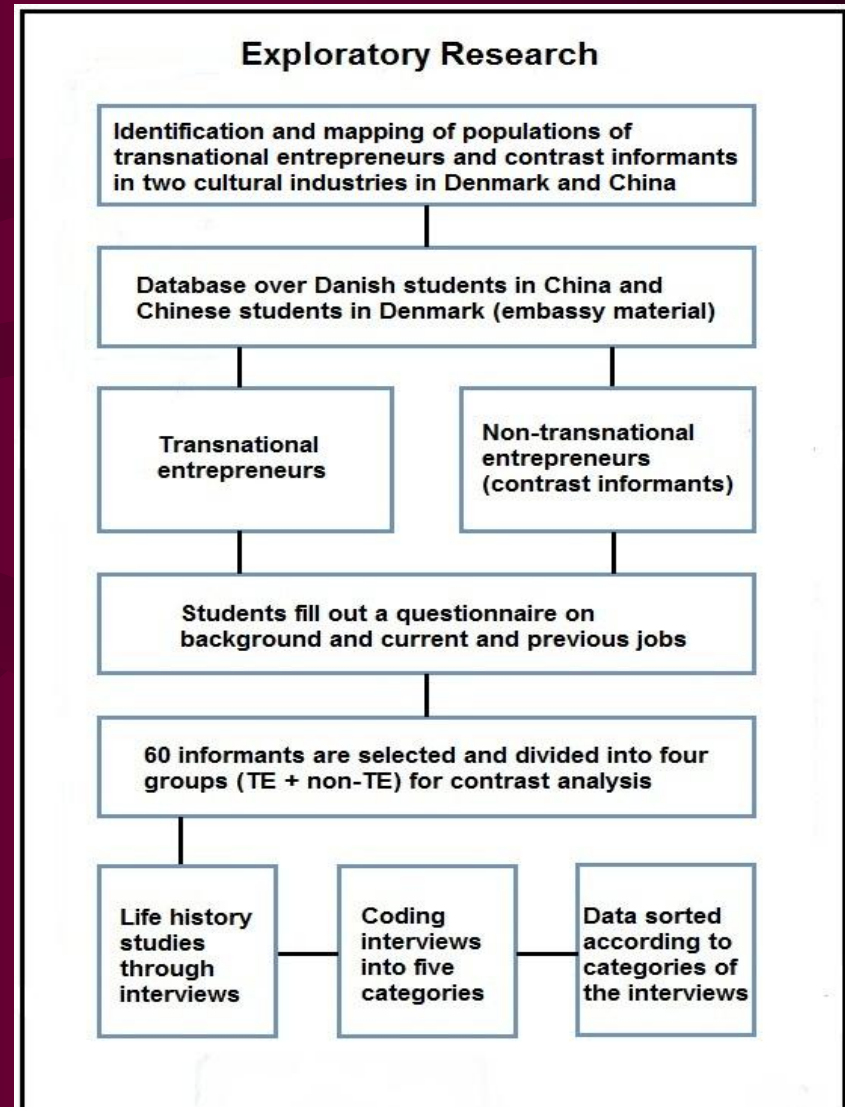 Exploratory Research
Identification and mapping of populations of
transnational entrepreneurs and contrast informants
in two cultural industries in Denmark and China
Database over Danish students in China and
Chinese students in Denmark (embassy material)
Transnational
entrepreneurs
Non-transnational
entrepreneurs
(contrast informants)
Students fill out a questionnaire on
background and current and previous jobs
60 informants are selected and divided into four
groups (TE + non-TE) for contrast analysis
Life history
studies
through
interviews
Coding
interviews
into five
categories
Data sorted
according to
categories of
the interviews